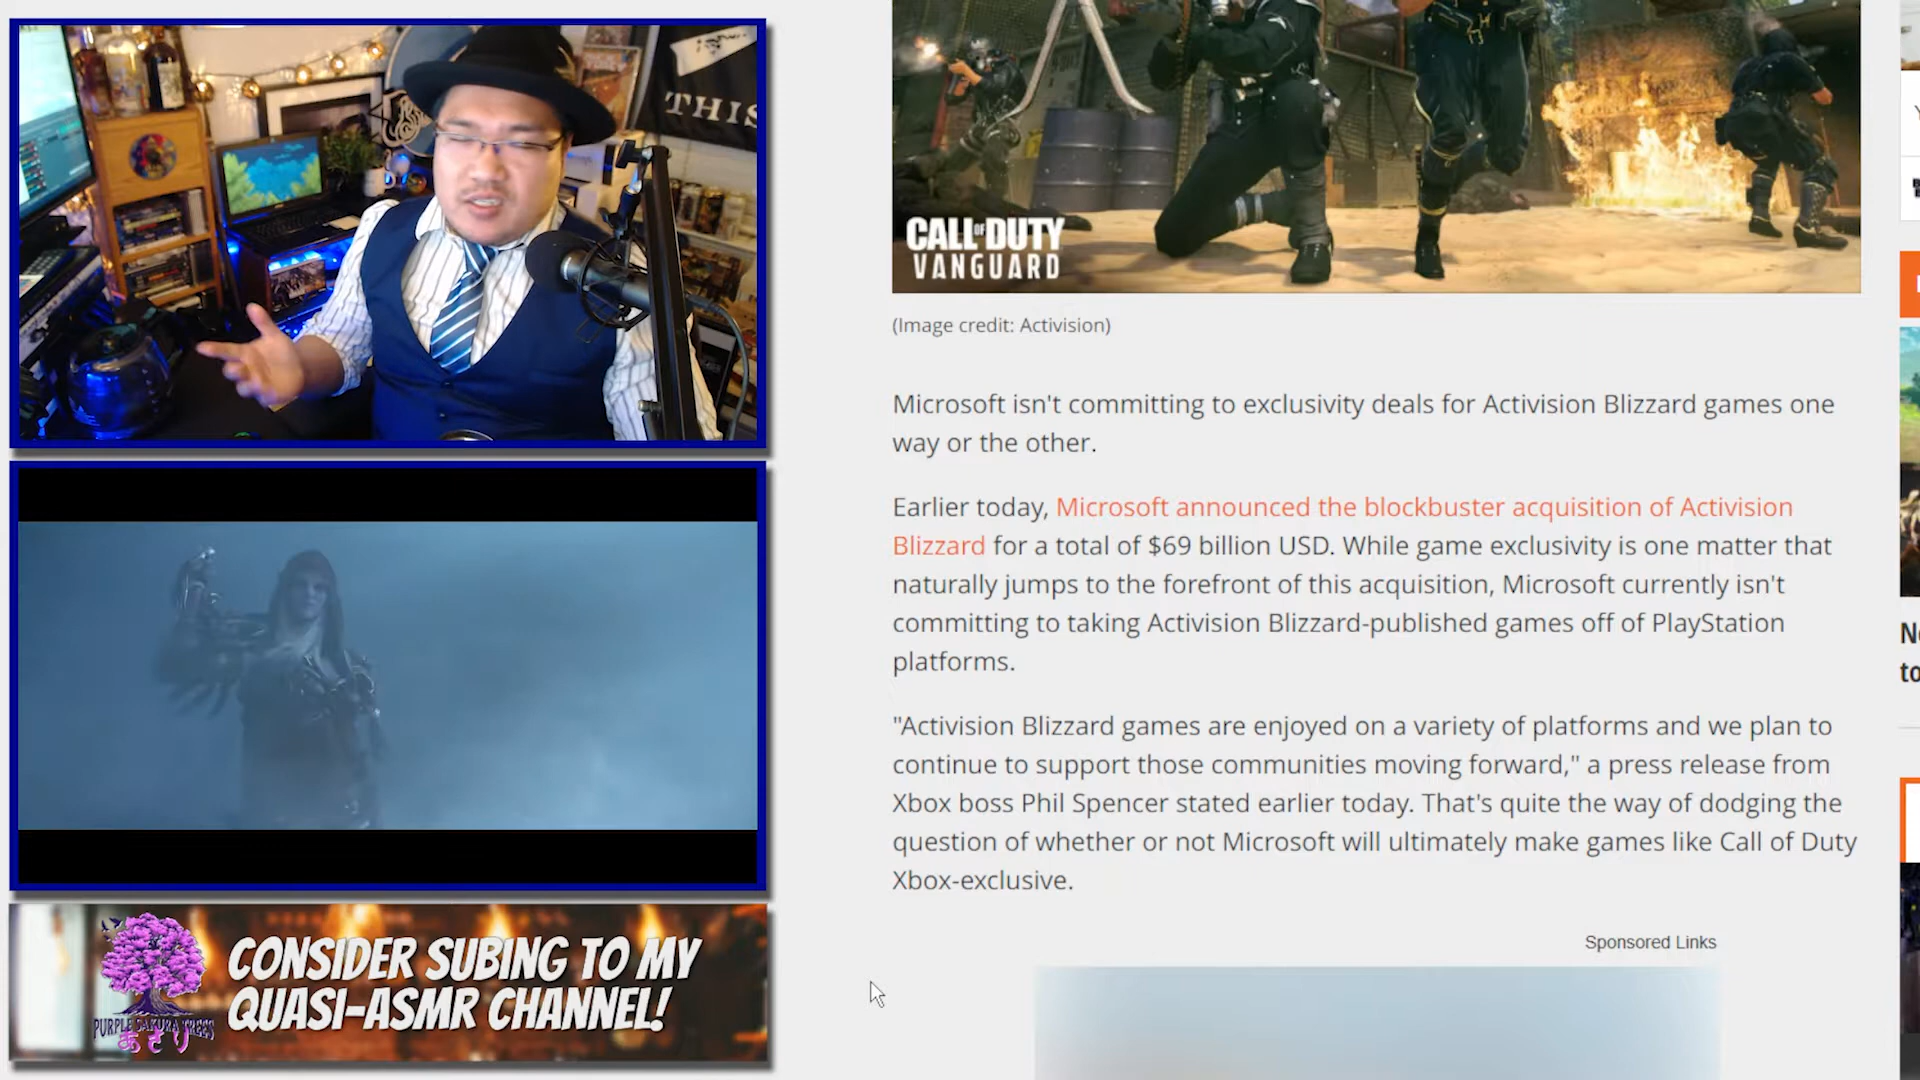 THIS
CALL OF DUTY
VANGUARD
(Image credit: Activision)
Microsoft isn't committing to exclusivity deals for Activision Blizzard games one
way or the other.
Earlier today, Microsoft announced the blockbuster acquisition of Activision
Blizzard for a total of $69 billion USD. While game exclusivity is one matter that
naturally jumps to the forefront of this acquisition, Microsoft currently isn't
committing to taking Activision Blizzard-published games off of PlayStation
platforms.
"Activision Blizzard games are enjoyed on a variety of platforms and we plan to
continue to support those communities moving forward," a press release from
Xbox boss Phil Spencer stated earlier today. That's quite the way of dodging the
question of whether or not Microsoft will ultimately make games like Call of Duty
Xbox-exclusive.
Sponsored Links
CONSIDER SUBING TO MY
QUASI-ASMR CHANNEL!
PURPLE SAKURA TREES
to